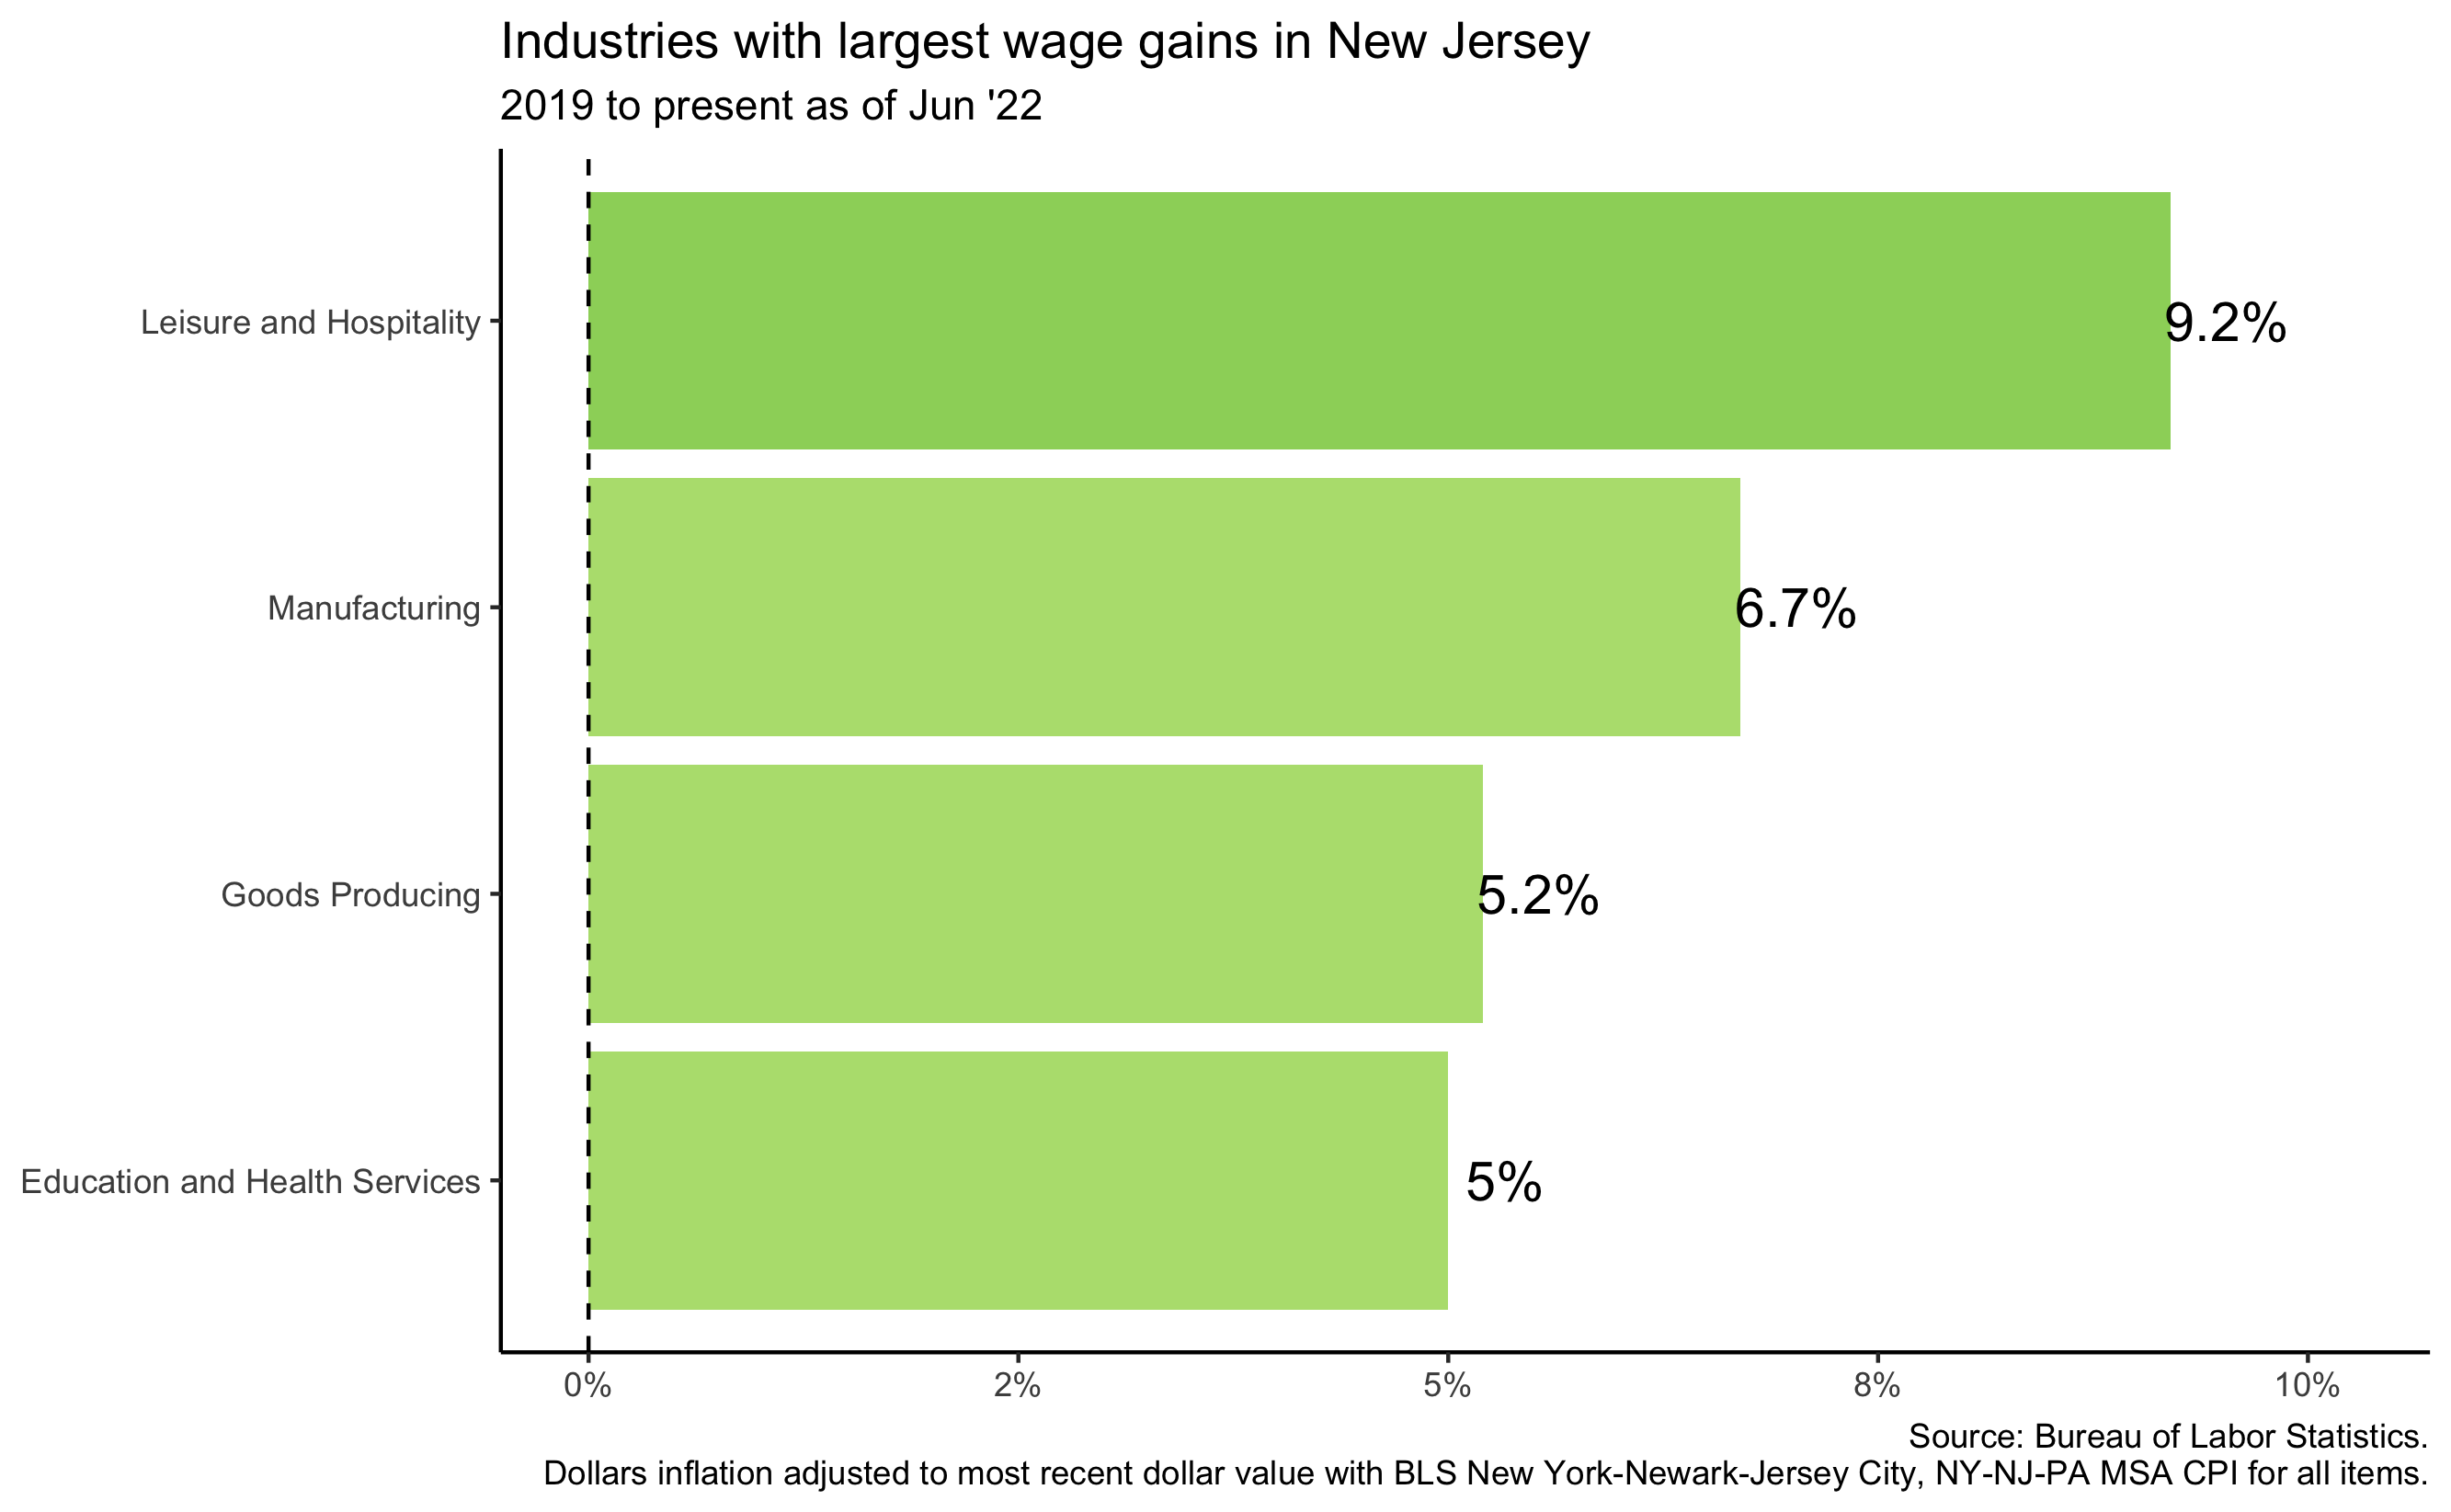 Industries with largest wage gains in New Jersey
2019 to present as of Jun '22
Leisure and Hospitality
9.2%
Manufacturing
6.7%
Goods Producing
5.2%
Education and Health Services
5%
0%
2%
5%
8%
10%
Source: Bureau of Labor Statistics.
Dollars inflation adjusted to most recent dollar value with BLS New York-Newark-Jersey City, NY-NJ-PA MSA CPI for all items.